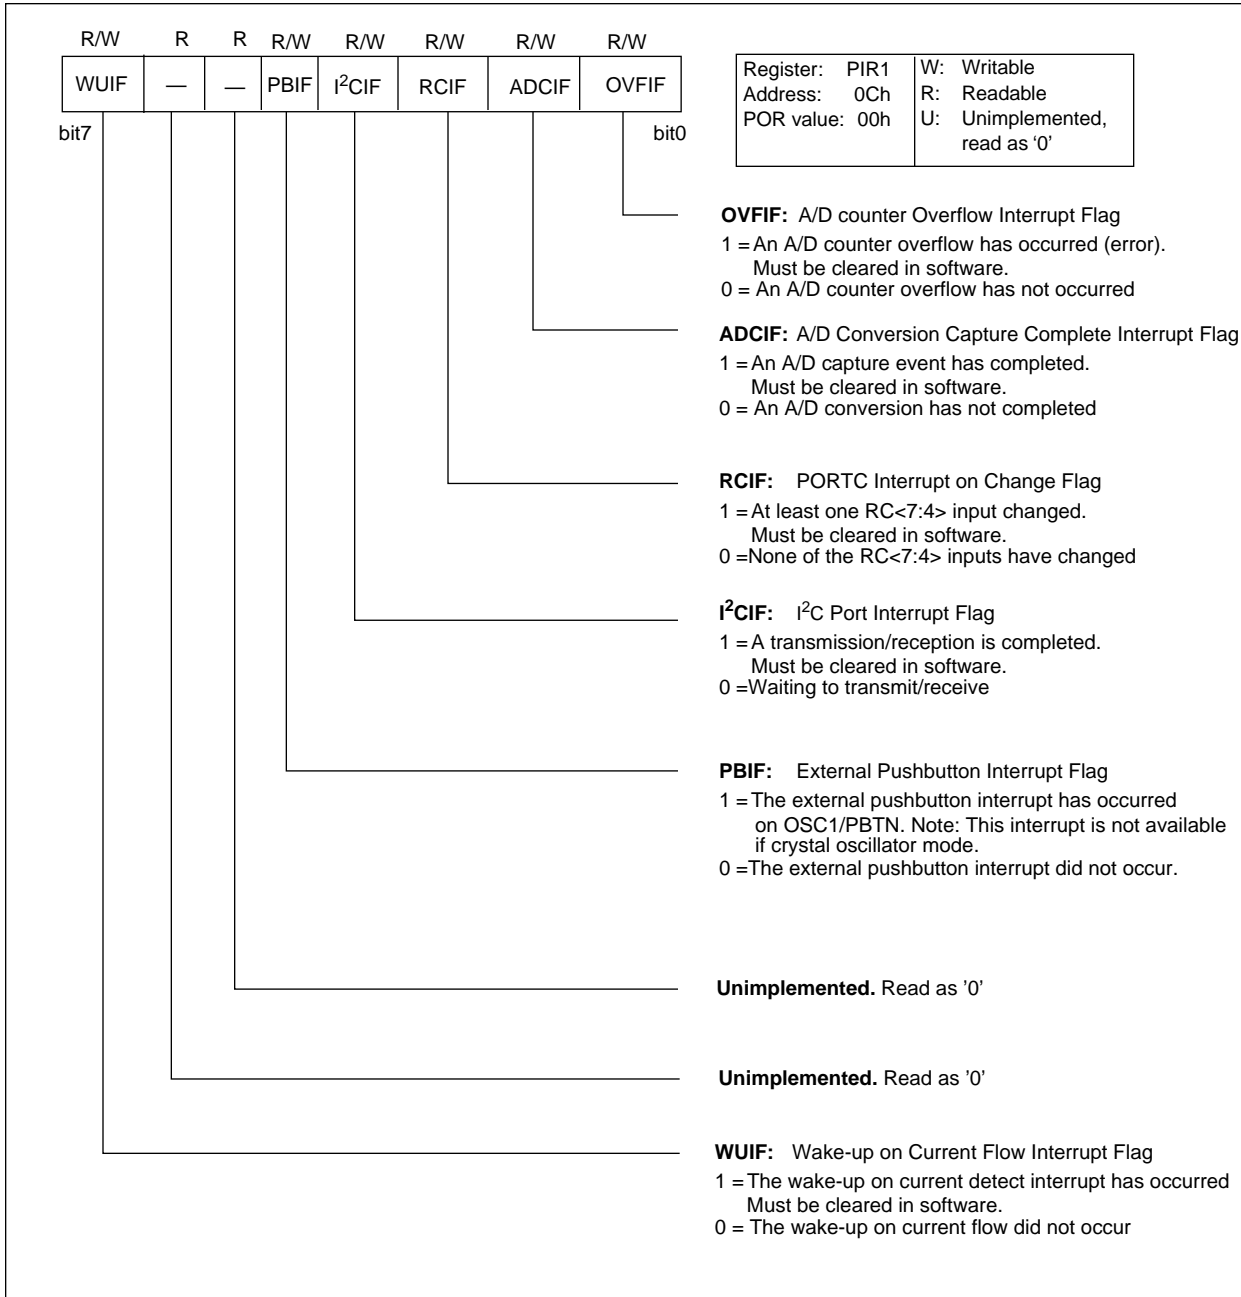 R/W R R R/W R/W R/W R/W R/W
WUIF — — PBIF I²CIF RCIF ADCIF OVFIF
bit7 bit0
Register: PIR1
Address: 0Ch
POR value: 00h
W: Writable
R: Readable
U: Unimplemented,
read as ‘0’
OVFIF: A/D counter Overflow Interrupt Flag
1 = An A/D counter overflow has occurred (error).
Must be cleared in software.
0 = An A/D counter overflow has not occurred
ADCIF: A/D Conversion Capture Complete Interrupt Flag
1 = An A/D capture event has completed.
Must be cleared in software.
0 = An A/D conversion has not completed
RCIF: PORTC Interrupt on Change Flag
1 = At least one RC<7:4> input changed.
Must be cleared in software.
0 =None of the RC<7:4> inputs have changed
I²CIF: I²C Port Interrupt Flag
1 = A transmission/reception is completed.
Must be cleared in software.
0 =Waiting to transmit/receive
PBIF: External Pushbutton Interrupt Flag
1 = The external pushbutton interrupt has occurred
on OSC1/PBTN. Note: This interrupt is not available
if crystal oscillator mode.
0 =The external pushbutton interrupt did not occur.
Unimplemented. Read as '0'
Unimplemented. Read as '0'
WUIF: Wake-up on Current Flow Interrupt Flag
1 = The wake-up on current detect interrupt has occurred
Must be cleared in software.
0 = The wake-up on current flow did not occur